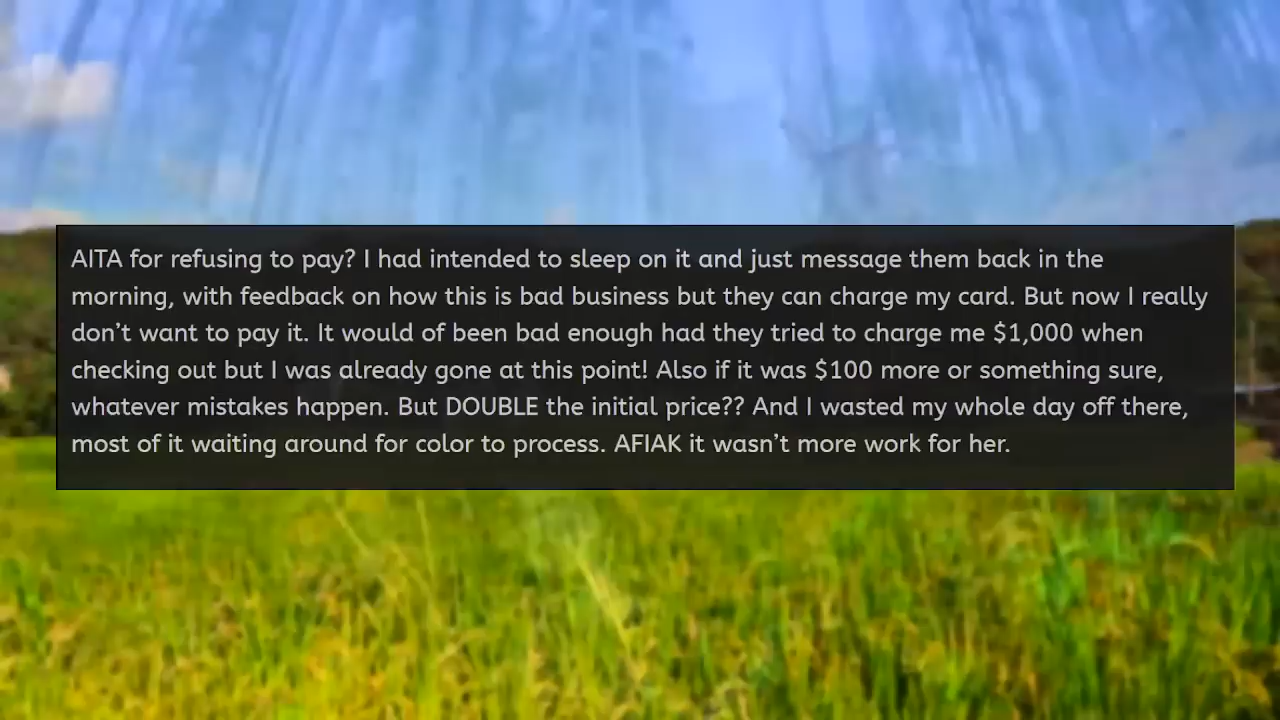 AITA for refusing to pay? I had intended to sleep on it and just message them back in the
morning, with feedback on how this is bad business but they can charge my card. But now I really
don’t want to pay it. It would of been bad enough had they tried to charge me $1,000 when
checking out but I was already gone at this point! Also if it was $100 more or something sure,
whatever mistakes happen. But DOUBLE the initial price?? And I wasted my whole day off there,
most of it waiting around for color to process. AFIAK it wasn’t more work for her.